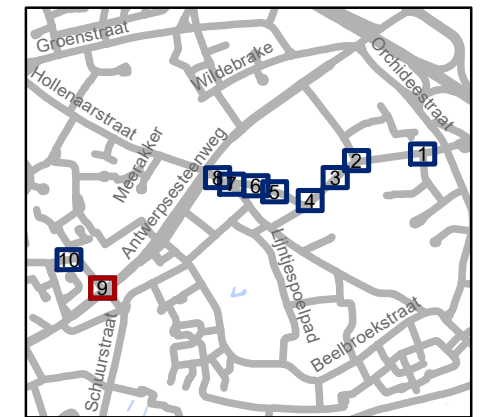 Groenstraat
Orchideestraat
Wildebrake
Hollenaarstraat
Meerakker
Antwerpsesteenweg
1
2
3
4
5
6
7
8
Lijntjespoelpad
10
9
Beelbroekstraat
Schuurstraat